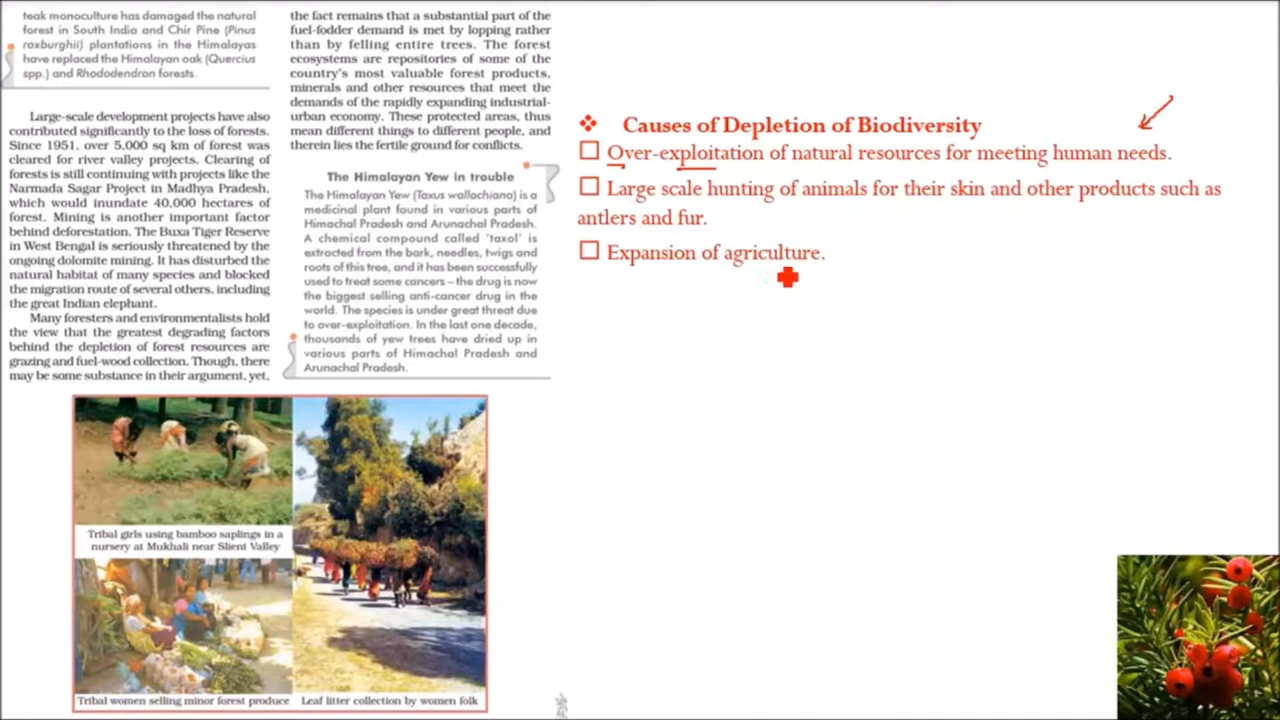 teak monoculture has damaged the natural
forest in South India and Chir Pine (Pinus
roxburghii) plantations in the Himalayas
have replaced the Himalayan oak (Quercius
spp.) and Rhododendron forests.
Large-scale development projects have also
contributed significantly to the loss of forests.
Since 1951, over 5,000 sq km of forest was
cleared for river valley projects. Clearing of
forests is still continuing with projects like the
Narmada Sagar Project in Madhya Pradesh,
which would inundate 40,000 hectares of
forest. Mining is another important factor
behind deforestation. The Buxa Tiger Reserve
in West Bengal is seriously threatened by the
ongoing dolomite mining. It has disturbed the
natural habitat of many species and blocked
the migration route of several others, including
the great Indian elephant.
Many foresters and environmentalists hold
the view that the greatest degrading factors
behind the depletion of forest resources are
grazing and fuel-wood collection. Though, there
may be some substance in their argument, yet,
the fact remains that a substantial part of the
fuel-fodder demand is met by lopping rather
than by felling entire trees. The forest
ecosystems are repositories of some of the
country's most valuable forest products,
minerals and other resources that meet the
demands of the rapidly expanding industrial-
urban economy. These protected areas, thus
mean different things to different people, and
therein lies the fertile ground for conflicts.
The Himalayan Yew in trouble
The Himalayan Yew (Taxus wallachiana) is a
medicinal plant found in various parts of
Himachal Pradesh and Arunachal Pradesh.
A chemical compound called 'taxol' is
extracted from the bark, needles, twigs and
roots of this tree, and it has been successfully
used to treat some cancers – the drug is now
the biggest selling anti-cancer drug in the
world. The species is under great threat due
to over-exploitation. In the last one decade,
thousands of yew trees have dried up in
various parts of Himachal Pradesh and
Arunachal Pradesh.
Tribal girls using bamboo saplings in a
nursery at Mukhali near Slient Valley
Tribal women selling minor forest produce
Leaf litter collection by women folk
❖ Causes of Depletion of Biodiversity
☐ Over-exploitation of natural resources for meeting human needs.
☐ Large scale hunting of animals for their skin and other products such as
antlers and fur.
☐ Expansion of agriculture.